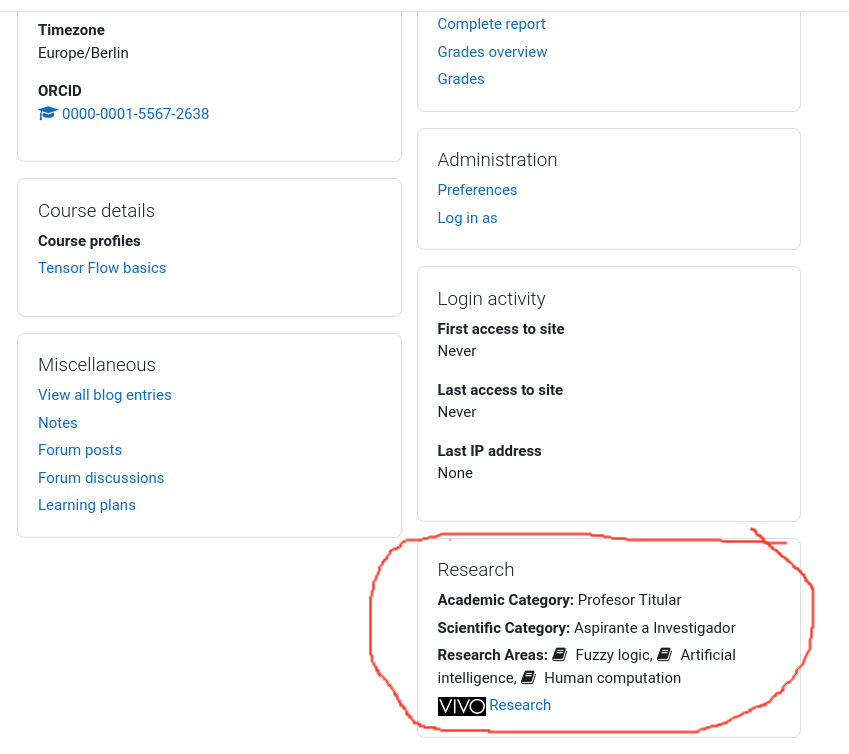 Timezone
Europe/Berlin
ORCID
0000-0001-5567-2638
Course details
Course profiles
Tensor Flow basics
Miscellaneous
View all blog entries
Notes
Forum posts
Forum discussions
Learning plans
Complete report
Grades overview
Grades
Administration
Preferences
Log in as
Login activity
First access to site
Never
Last access to site
Never
Last IP address
None
Research
Academic Category: Profesor Titular
Scientific Category: Aspirante a Investigador
Research Areas: Fuzzy logic, Artificial
intelligence, Human computation
VIVO Research